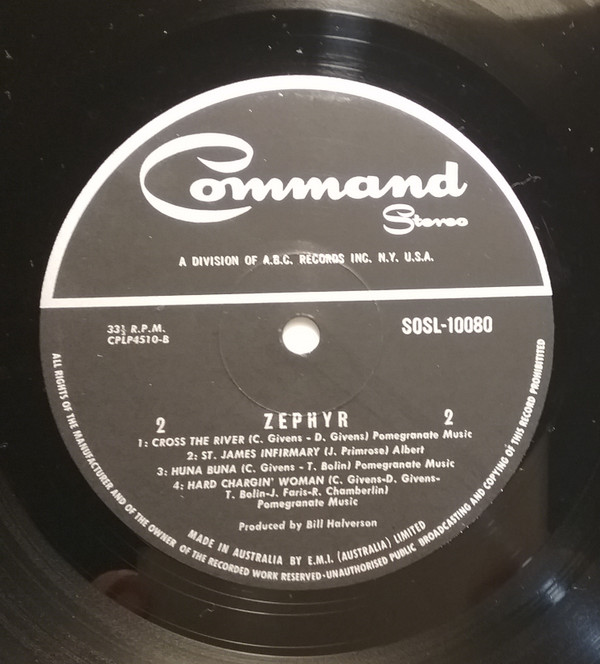 Command
Stereo
A DIVISION OF A.B.C. RECORDS INC. N.Y. U.S.A.
33⅓ R.P.M.
CPLP4510-B
SOSL-10080
2 ZEPHYR 2
1: CROSS THE RIVER (C. Givens - D. Givens) Pomegranate Music
2: ST. JAMES INFIRMARY (J. Primrose) Albert
3: HUNA BUNA (C. Givens - T. Bolin) Pomegranate Music
4: HARD CHARGIN' WOMAN (C. Givens-D. Givens-
T. Bolin-J. Faris-R. Chamberlin)
Pomegranate Music
Produced by Bill Halverson
MADE IN AUSTRALIA BY E.M.I. (AUSTRALIA) LIMITED
ALL RIGHTS OF THE MANUFACTURER AND OF THE OWNER OF THE RECORDED WORK RESERVED·UNAUTHORISED PUBLIC BROADCASTING AND COPYING OF THIS RECORD PROHIBITED